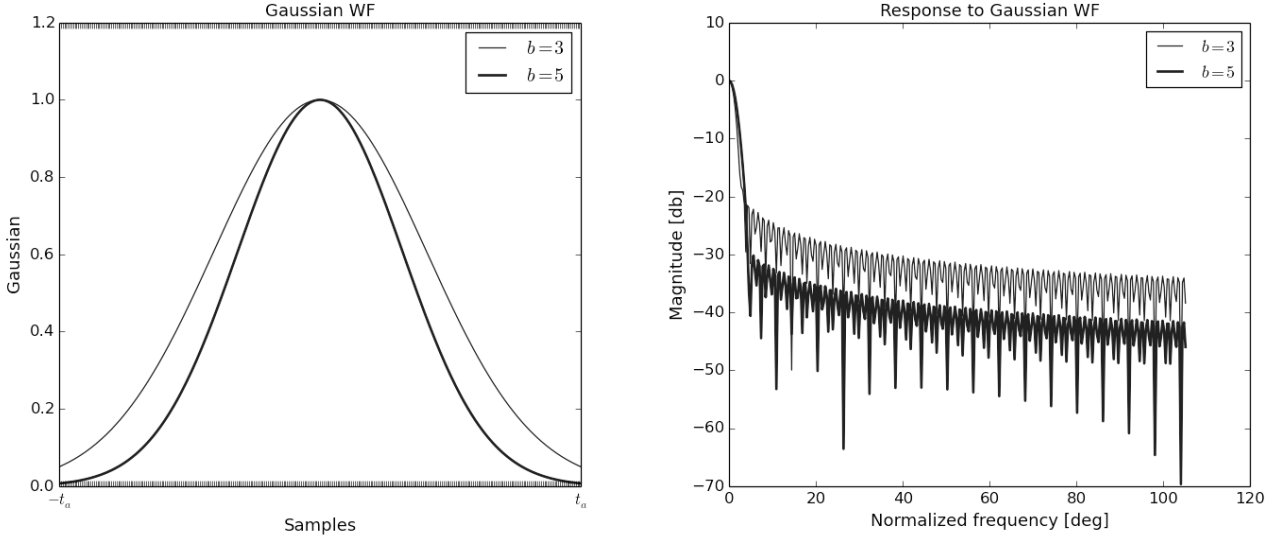 Gaussian WF
1.2
1.0
0.8
0.6
0.4
0.2
0.0
Gaussian
b=3
b=5
−t_a
t_a
Samples
Response to Gaussian WF
10
0
−10
−20
−30
−40
−50
−60
−70
Magnitude [db]
b=3
b=5
0
20
40
60
80
100
120
Normalized frequency [deg]